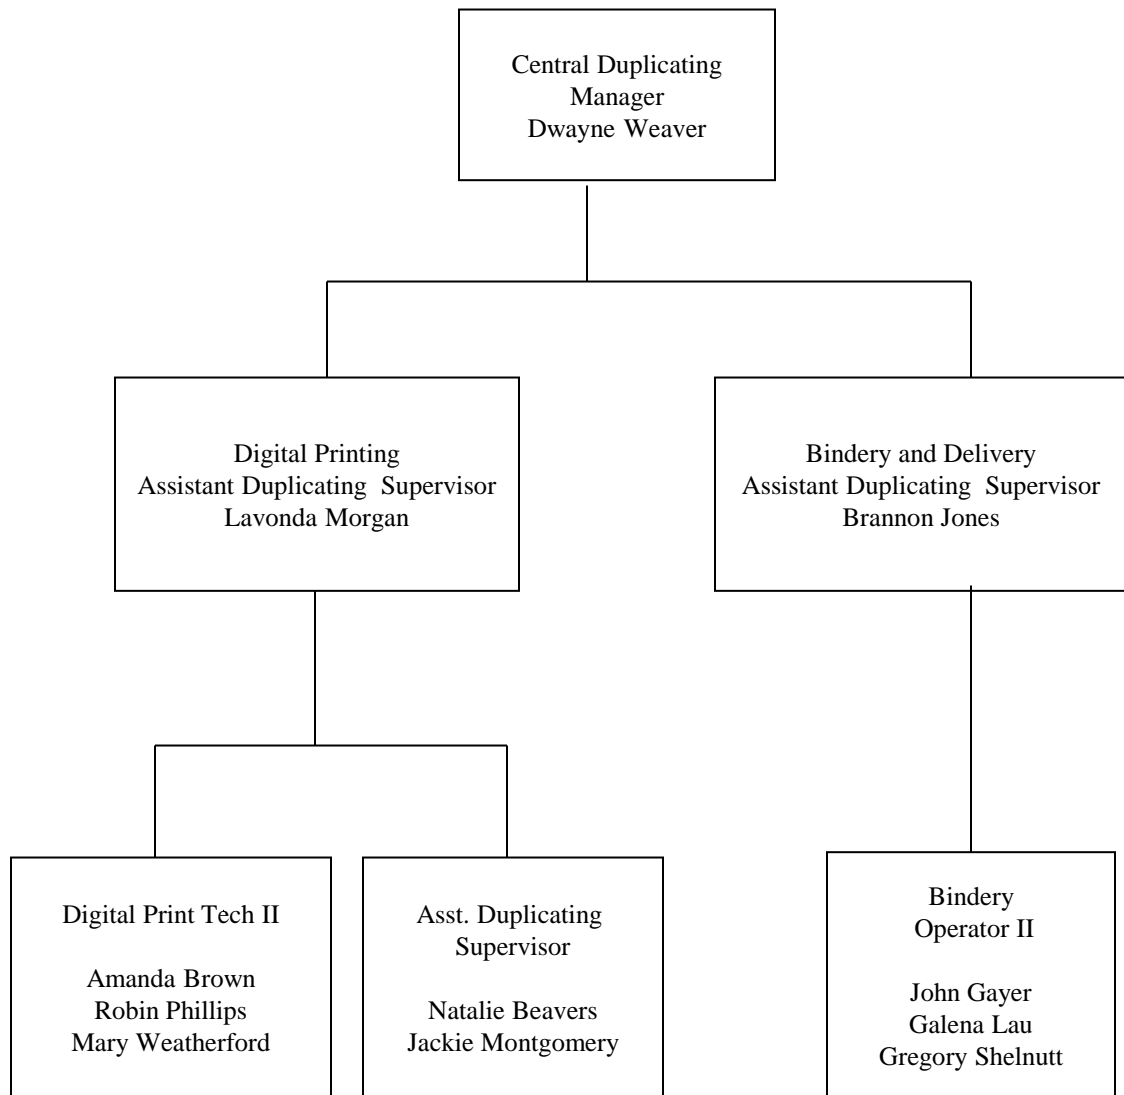 Central Duplicating
Manager
Dwayne Weaver
Digital Printing
Assistant Duplicating  Supervisor
Lavonda Morgan
Bindery and Delivery
Assistant Duplicating  Supervisor
Brannon Jones
Digital Print Tech II
Amanda Brown
Robin Phillips
Mary Weatherford
Asst. Duplicating
Supervisor
Natalie Beavers
Jackie Montgomery
Bindery
Operator II
John Gayer
Galena Lau
Gregory Shelnutt